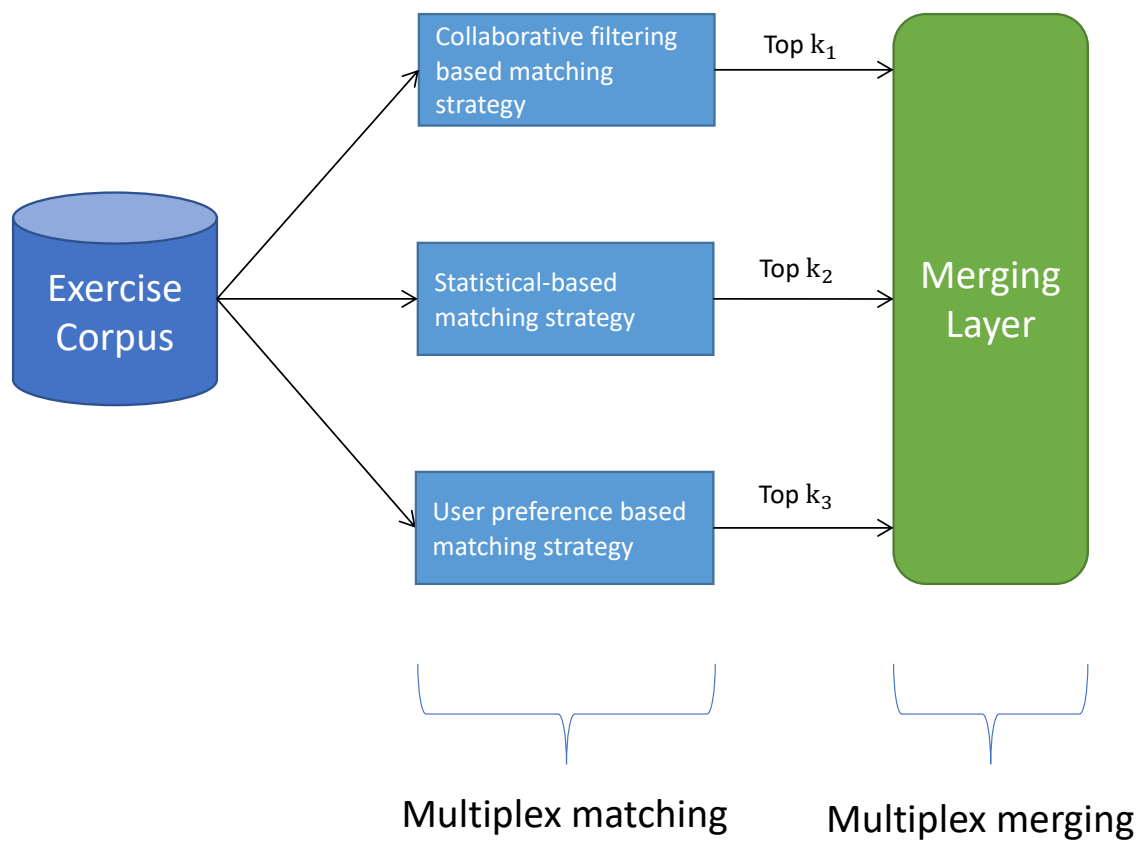 Collaborative filtering
based matching
strategy
Top k₁
Exercise
Corpus
Statistical-based
matching strategy
Top k₂
Merging
Layer
User preference based
matching strategy
Top k₃
Multiplex matching
Multiplex merging